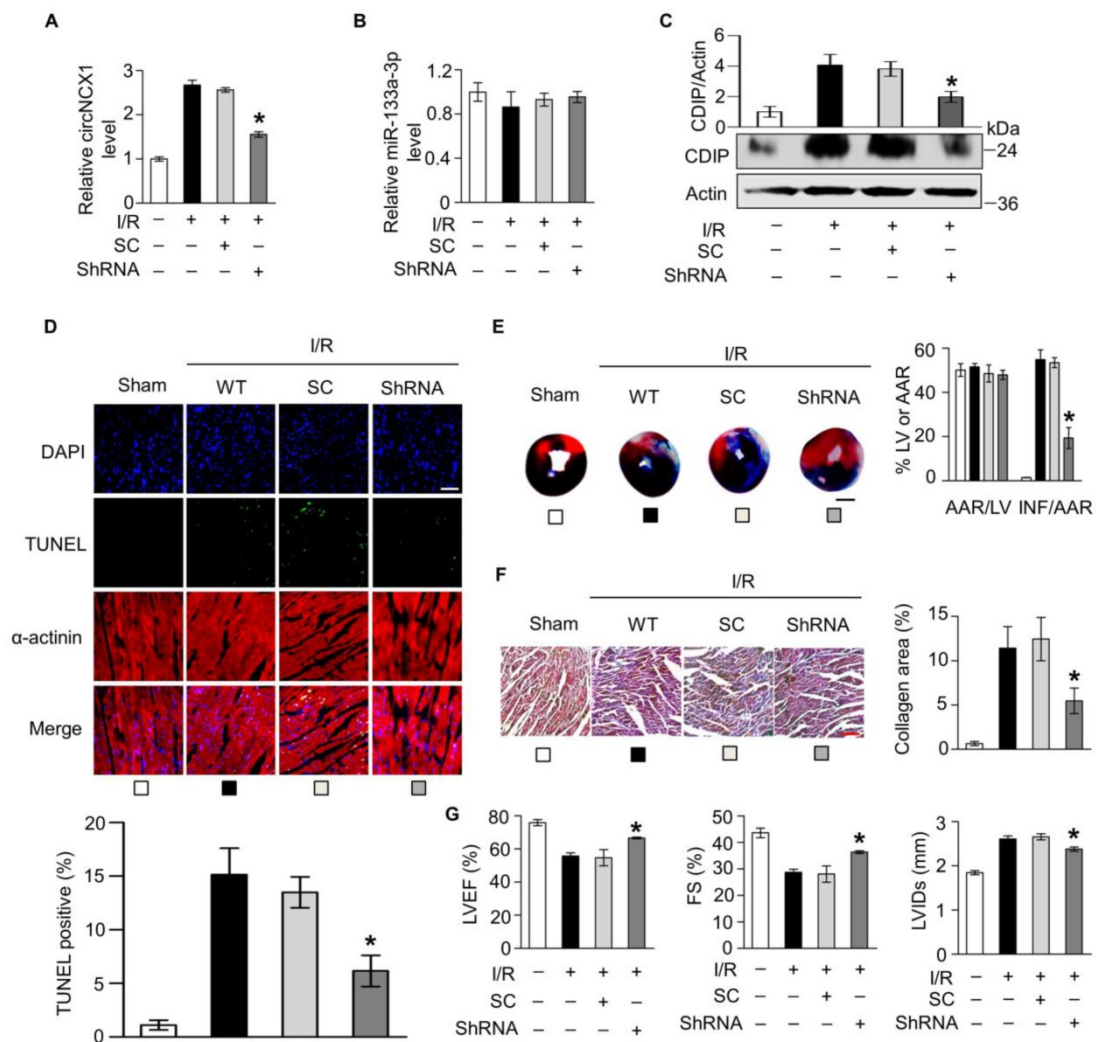 A
Relative circNCX1
level
3
2
1
0
*
I/R − + + +
SC − − + −
ShRNA − − − +
B
Relative miR-133a-3p
level
1.2
0.8
0.4
0
I/R − + + +
SC − − + −
ShRNA − − − +
C
CDIP/Actin
6
4
2
0
*
kDa
CDIP
−24
Actin
−36
I/R − + + +
SC − − + −
ShRNA − − − +
D
I/R
Sham WT SC ShRNA
DAPI
TUNEL
α-actinin
Merge
TUNEL positive (%)
20
15
10
5
0
*
E
I/R
Sham WT SC ShRNA
% LV or AAR
60
40
20
0
*
AAR/LV INF/AAR
F
I/R
Sham WT SC ShRNA
Collagen area (%)
15
10
5
0
*
G
LVEF (%)
80
60
40
20
0
*
I/R − + + +
SC − − + −
ShRNA − − − +
FS (%)
50
40
30
20
10
0
*
I/R − + + +
SC − − + −
ShRNA − − − +
LVIDs (mm)
3
2
1
0
*
I/R − + + +
SC − − + −
ShRNA − − − +